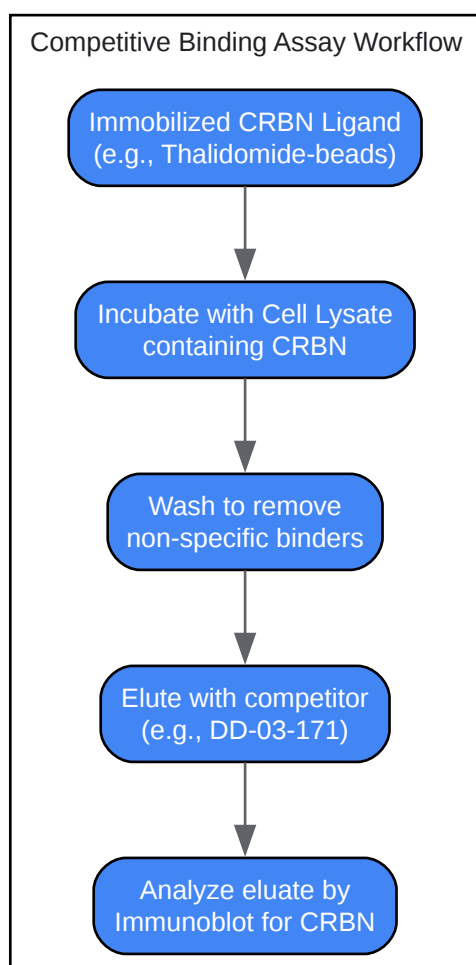 Competitive Binding Assay Workflow
Immobilized CRBN Ligand
(e.g., Thalidomide-beads)
Incubate with Cell Lysate
containing CRBN
Wash to remove
non-specific binders
Elute with competitor
(e.g., DD-03-171)
Analyze eluate by
Immunoblot for CRBN